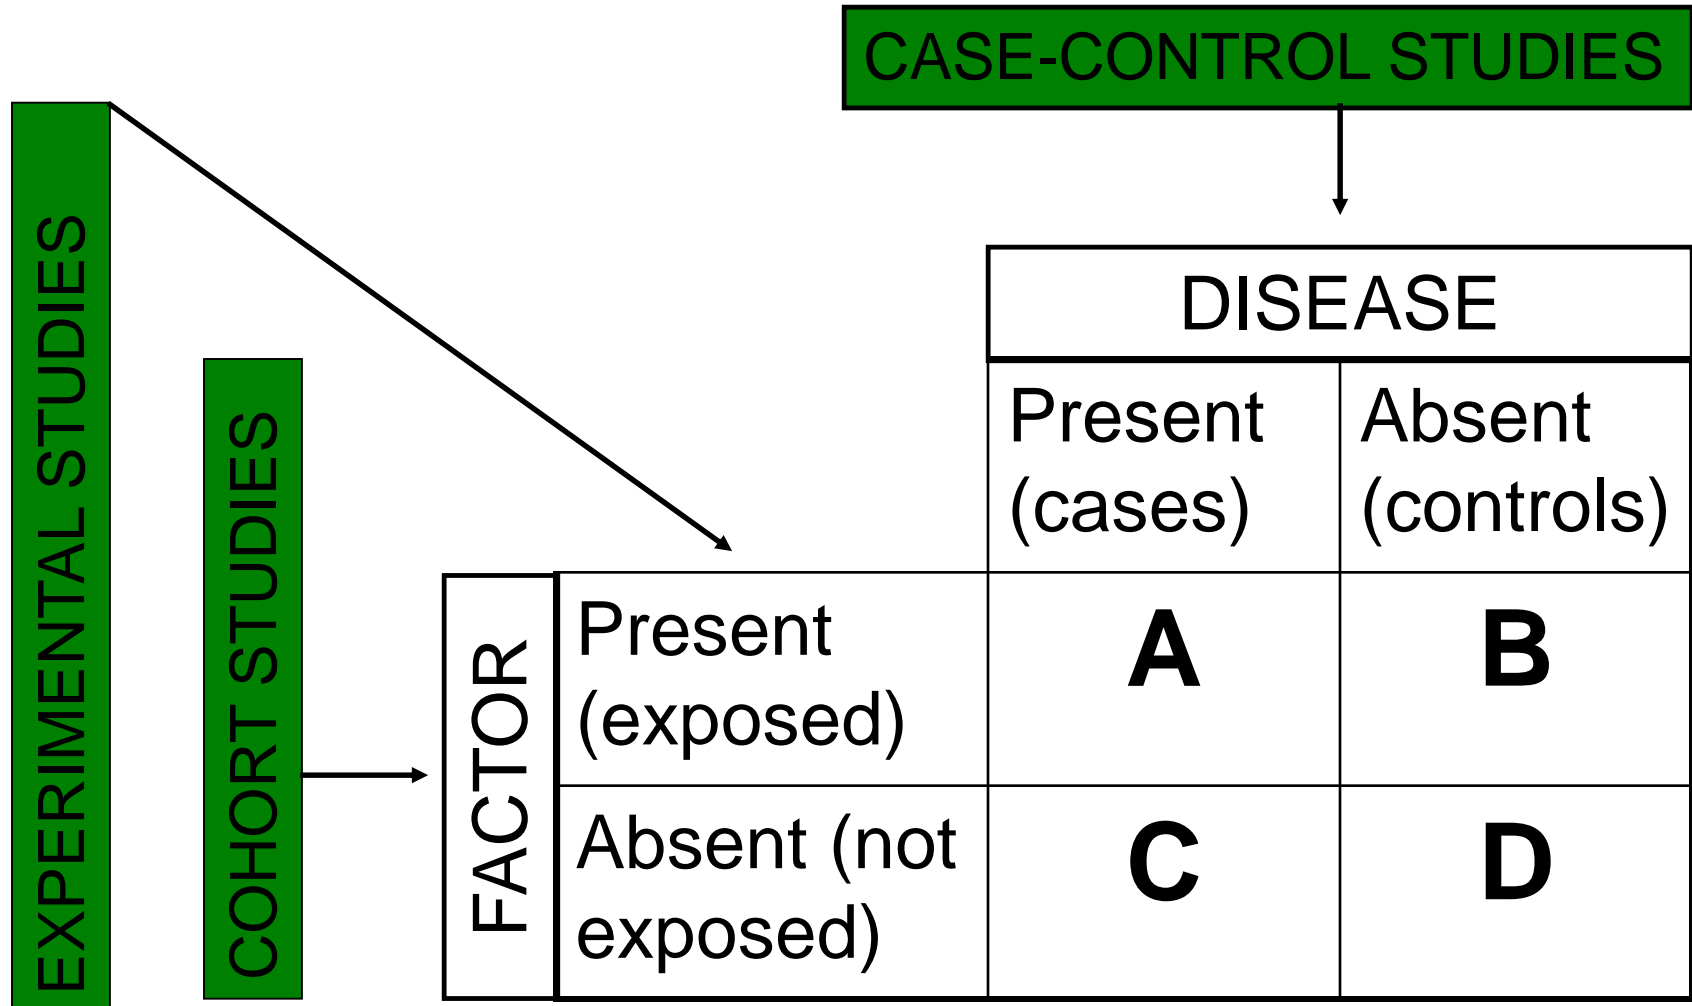 CASE-CONTROL STUDIES
EXPERIMENTAL STUDIES
COHORT STUDIES
DISEASE
Present
(cases)
Absent
(controls)
FACTOR
Present
(exposed)
A
B
Absent (not
exposed)
C
D